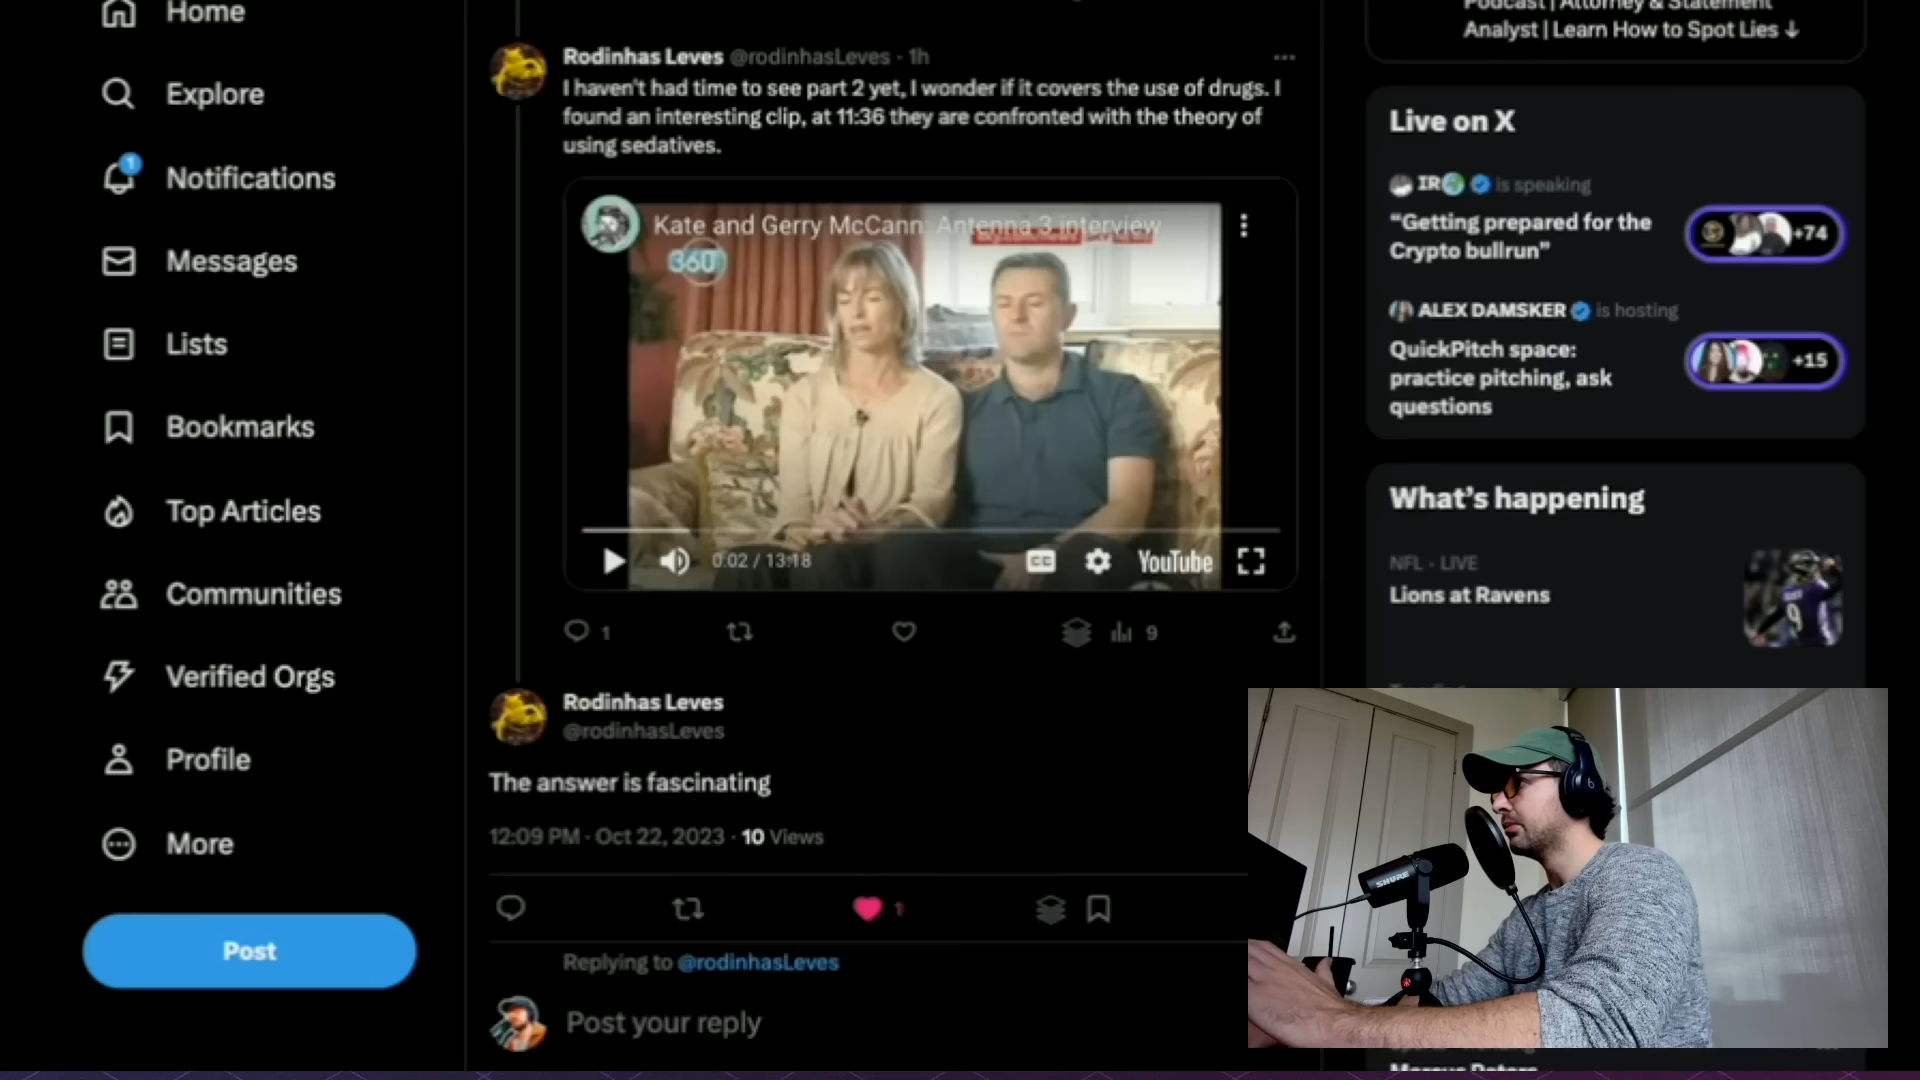 Home
Explore
1
Notifications
Messages
Lists
Bookmarks
Top Articles
Communities
Verified Orgs
Profile
More
Post
Rodinhas Leves @rodinhasLeves · 1h
I haven't had time to see part 2 yet, I wonder if it covers the use of drugs. I
found an interesting clip, at 11:36 they are confronted with the theory of
using sedatives.
Kate and Gerry McCann: Antenna 3 interview
360°
0:02 / 13:18
CC
YouTube
1
9
Rodinhas Leves
@rodinhasLeves
The answer is fascinating
12:09 PM · Oct 22, 2023 · 10 Views
1
Replying to @rodinhasLeves
Post your reply
Podcast | Attorney & Statement
Analyst | Learn How to Spot Lies ↓
Live on X
IR is speaking
“Getting prepared for the
Crypto bullrun”
+74
ALEX DAMSKER is hosting
QuickPitch space:
practice pitching, ask
questions
+15
What’s happening
NFL · LIVE
Lions at Ravens
SHURE